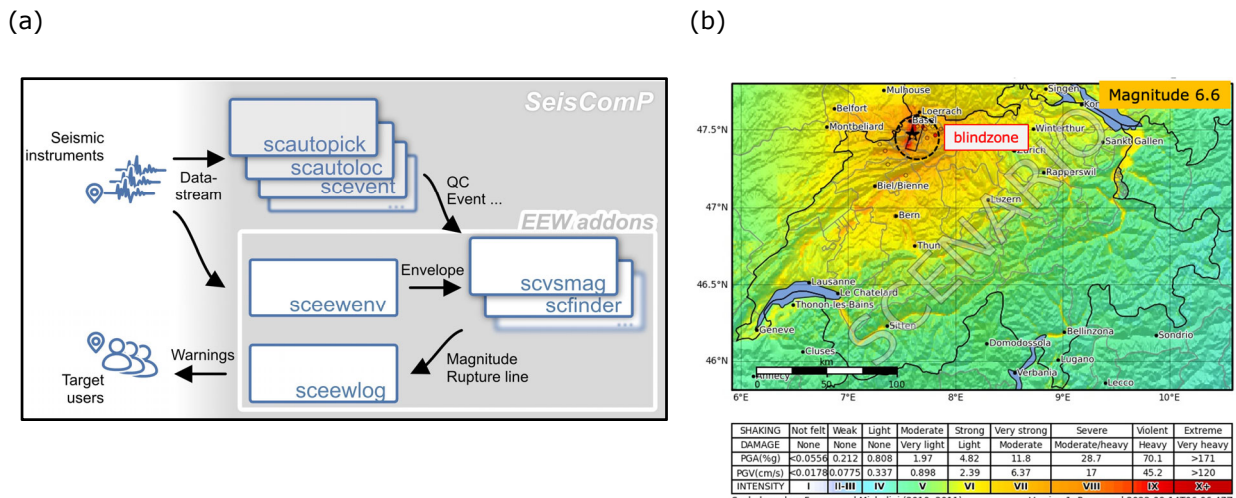 (a)
(b)
SeisComP
Seismic
instruments
Data-
stream
scautopick
scautoloc
scevent
...
QC
Event ...
EEW addons
sceewenv
Envelope
scvsmag
scfinder
...
Magnitude
Rupture line
sceewlog
Warnings
Target
users
Magnitude 6.6
Mulhouse
Singen
Belfort
Loerrach
Basel
Montbeliard
blindzone
Winterthur
Sankt Gallen
Zurich
Rapperswil
Biel/Bienne
Luzern
Bern
Thun
Lausanne
Le Chatelard
Thonon-les-Bains
Sitten
Geneve
Bellinzona
Sondrio
Domodossola
Cluses
Lugano
Verbania
Annecy
Lecco
SCENARIO
km
0 50 100
47.5°N
47°N
46.5°N
46°N
6°E 7°E 8°E 9°E 10°E
SHAKING Not felt Weak Light Moderate Strong Very strong Severe Violent Extreme
DAMAGE None None None Very light Light Moderate Moderate/heavy Heavy Very heavy
PGA(%g) <0.0556 0.212 0.808 1.97 4.82 11.8 28.7 70.1 >171
PGV(cm/s) <0.0178 0.0775 0.337 0.898 2.39 6.37 17 45.2 >120
INTENSITY I II-III IV V VI VII VIII IX X+